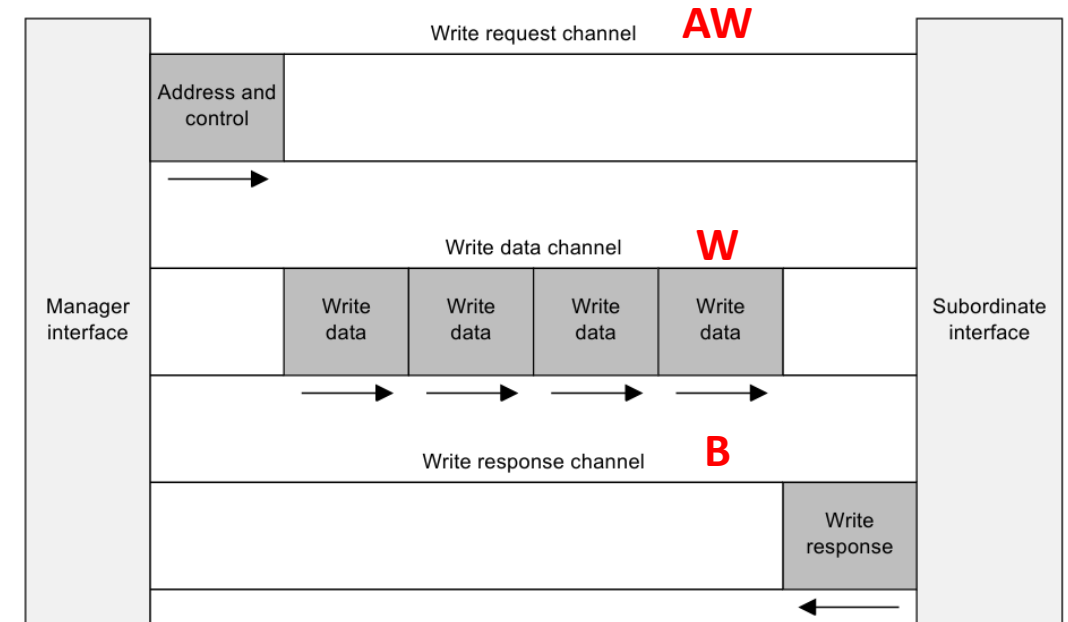 Write request channel AW
Address and
control
Write data channel W
Manager
interface
Write
data
Write
data
Write
data
Write
data
Subordinate
interface
Write response channel B
Write
response